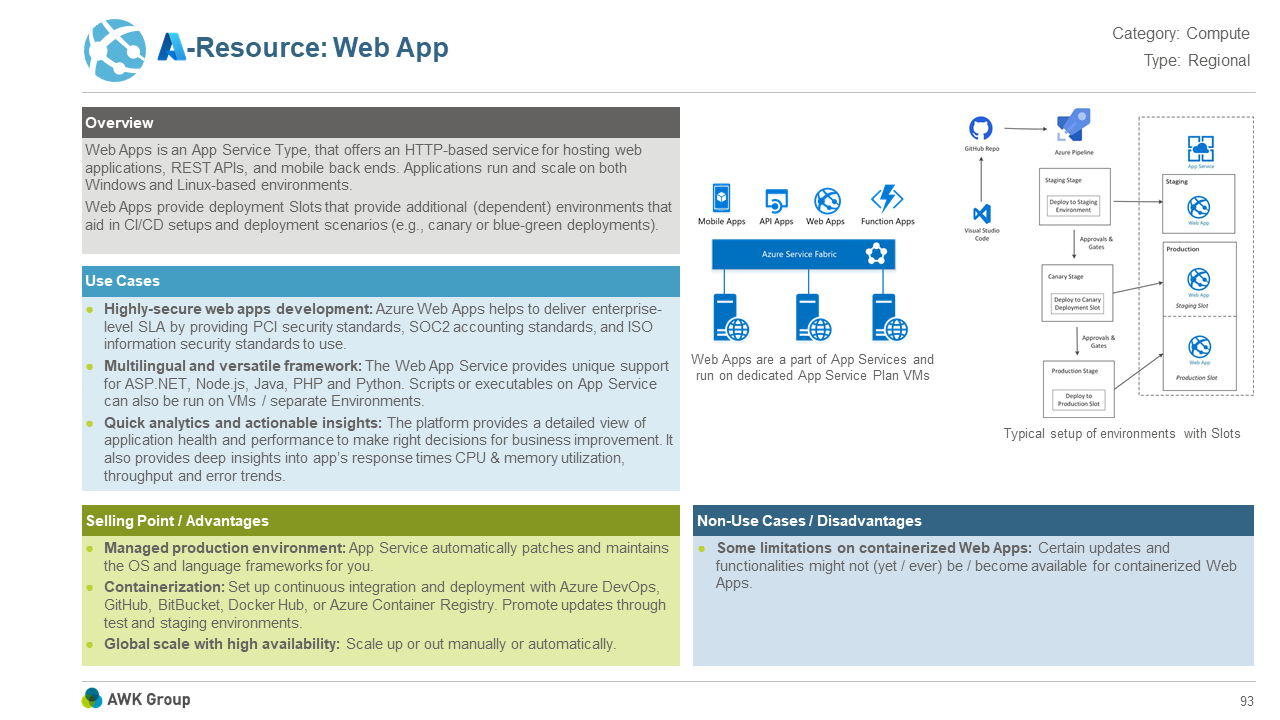 -Resource: Web App
Category: Compute
Type: Regional
Overview
Web Apps is an App Service Type, that offers an HTTP-based service for hosting web
applications, REST APIs, and mobile back ends. Applications run and scale on both
Windows and Linux-based environments.
Web Apps provide deployment Slots that provide additional (dependent) environments that
aid in CI/CD setups and deployment scenarios (e.g., canary or blue-green deployments).
Use Cases
● Highly-secure web apps development: Azure Web Apps helps to deliver enterprise-
level SLA by providing PCI security standards, SOC2 accounting standards, and ISO
information security standards to use.
● Multilingual and versatile framework: The Web App Service provides unique support
for ASP.NET, Node.js, Java, PHP and Python. Scripts or executables on App Service
can also be run on VMs / separate Environments.
● Quick analytics and actionable insights: The platform provides a detailed view of
application health and performance to make right decisions for business improvement. It
also provides deep insights into app's response times CPU & memory utilization,
throughput and error trends.
Mobile Apps
API Apps
Web Apps
Function Apps
Azure Service Fabric
Web Apps are a part of App Services and
run on dedicated App Service Plan VMs
GitHub Repo
Azure Pipeline
Visual Studio
Code
Staging Stage
Deploy to Staging
Environment
Approvals &
Gates
Canary Stage
Deploy to Canary
Deployment Slot
Approvals &
Gates
Production Stage
Deploy to
Production Slot
App Service
Staging
Web App
Production
Web App
Staging Slot
Web App
Production Slot
Typical setup of environments with Slots
Selling Point / Advantages
● Managed production environment: App Service automatically patches and maintains
the OS and language frameworks for you.
● Containerization: Set up continuous integration and deployment with Azure DevOps,
GitHub, BitBucket, Docker Hub, or Azure Container Registry. Promote updates through
test and staging environments.
● Global scale with high availability: Scale up or out manually or automatically.
Non-Use Cases / Disadvantages
● Some limitations on containerized Web Apps: Certain updates and
functionalities might not (yet / ever) be / become available for containerized Web
Apps.
AWK Group
93